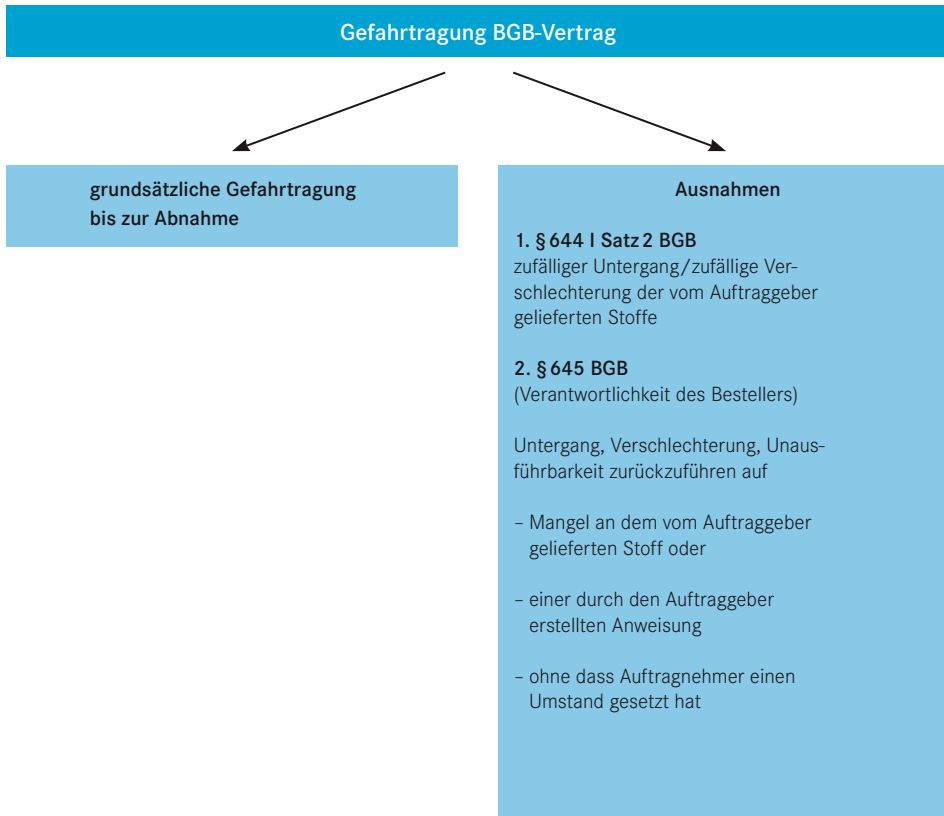 Gefahrtragung BGB-Vertrag
grundsätzliche Gefahrtragung
bis zur Abnahme
Ausnahmen
1. § 644 I Satz 2 BGB
zufälliger Untergang/zufällige Ver-
schlechterung der vom Auftraggeber
gelieferten Stoffe
2. § 645 BGB
(Verantwortlichkeit des Bestellers)
Untergang, Verschlechterung, Unaus-
führbarkeit zurückzuführen auf
– Mangel an dem vom Auftraggeber
gelieferten Stoff oder
– einer durch den Auftraggeber
erstellten Anweisung
– ohne dass Auftragnehmer einen
Umstand gesetzt hat